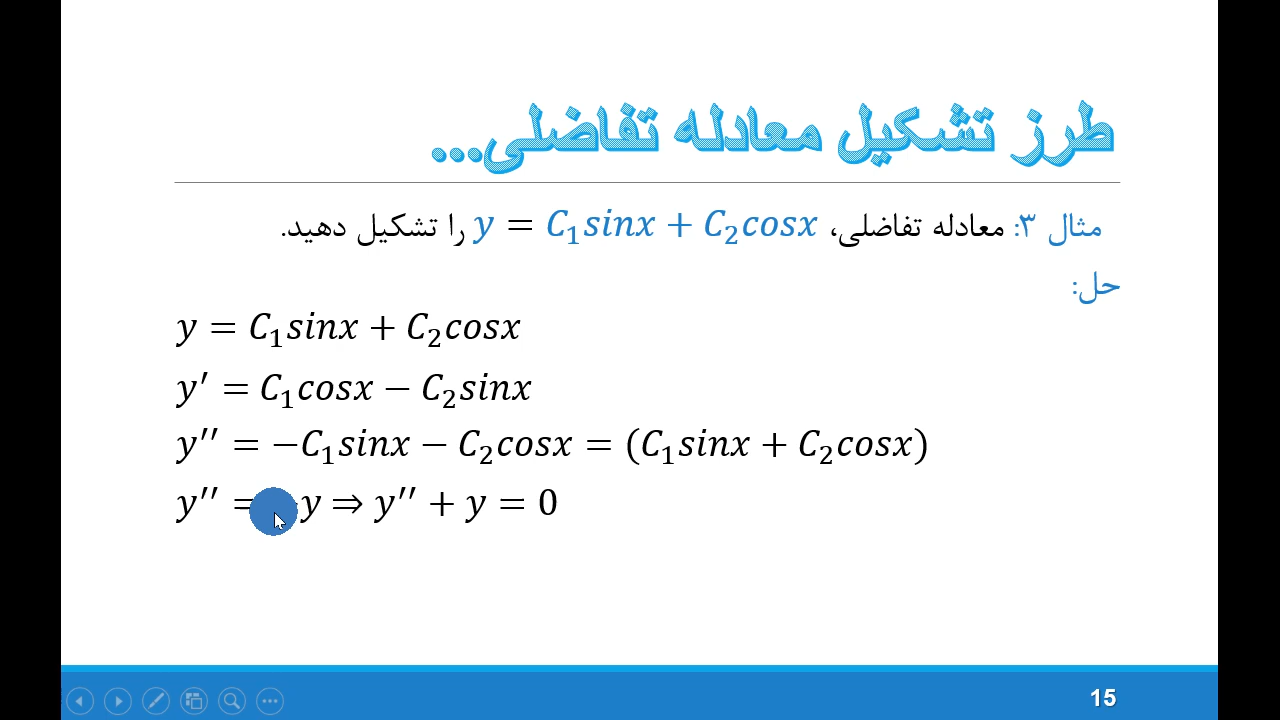 طرز تشکیل معادله تفاضلی...
مثال ۳: معادله تفاضلی، y = C₁sinx + C₂cosx را تشکیل دهید.
حل:
y = C₁sinx + C₂cosx
y′ = C₁cosx − C₂sinx
y′′ = −C₁sinx − C₂cosx = (C₁sinx + C₂cosx)
y′′ = y ⇒ y′′ + y = 0
15